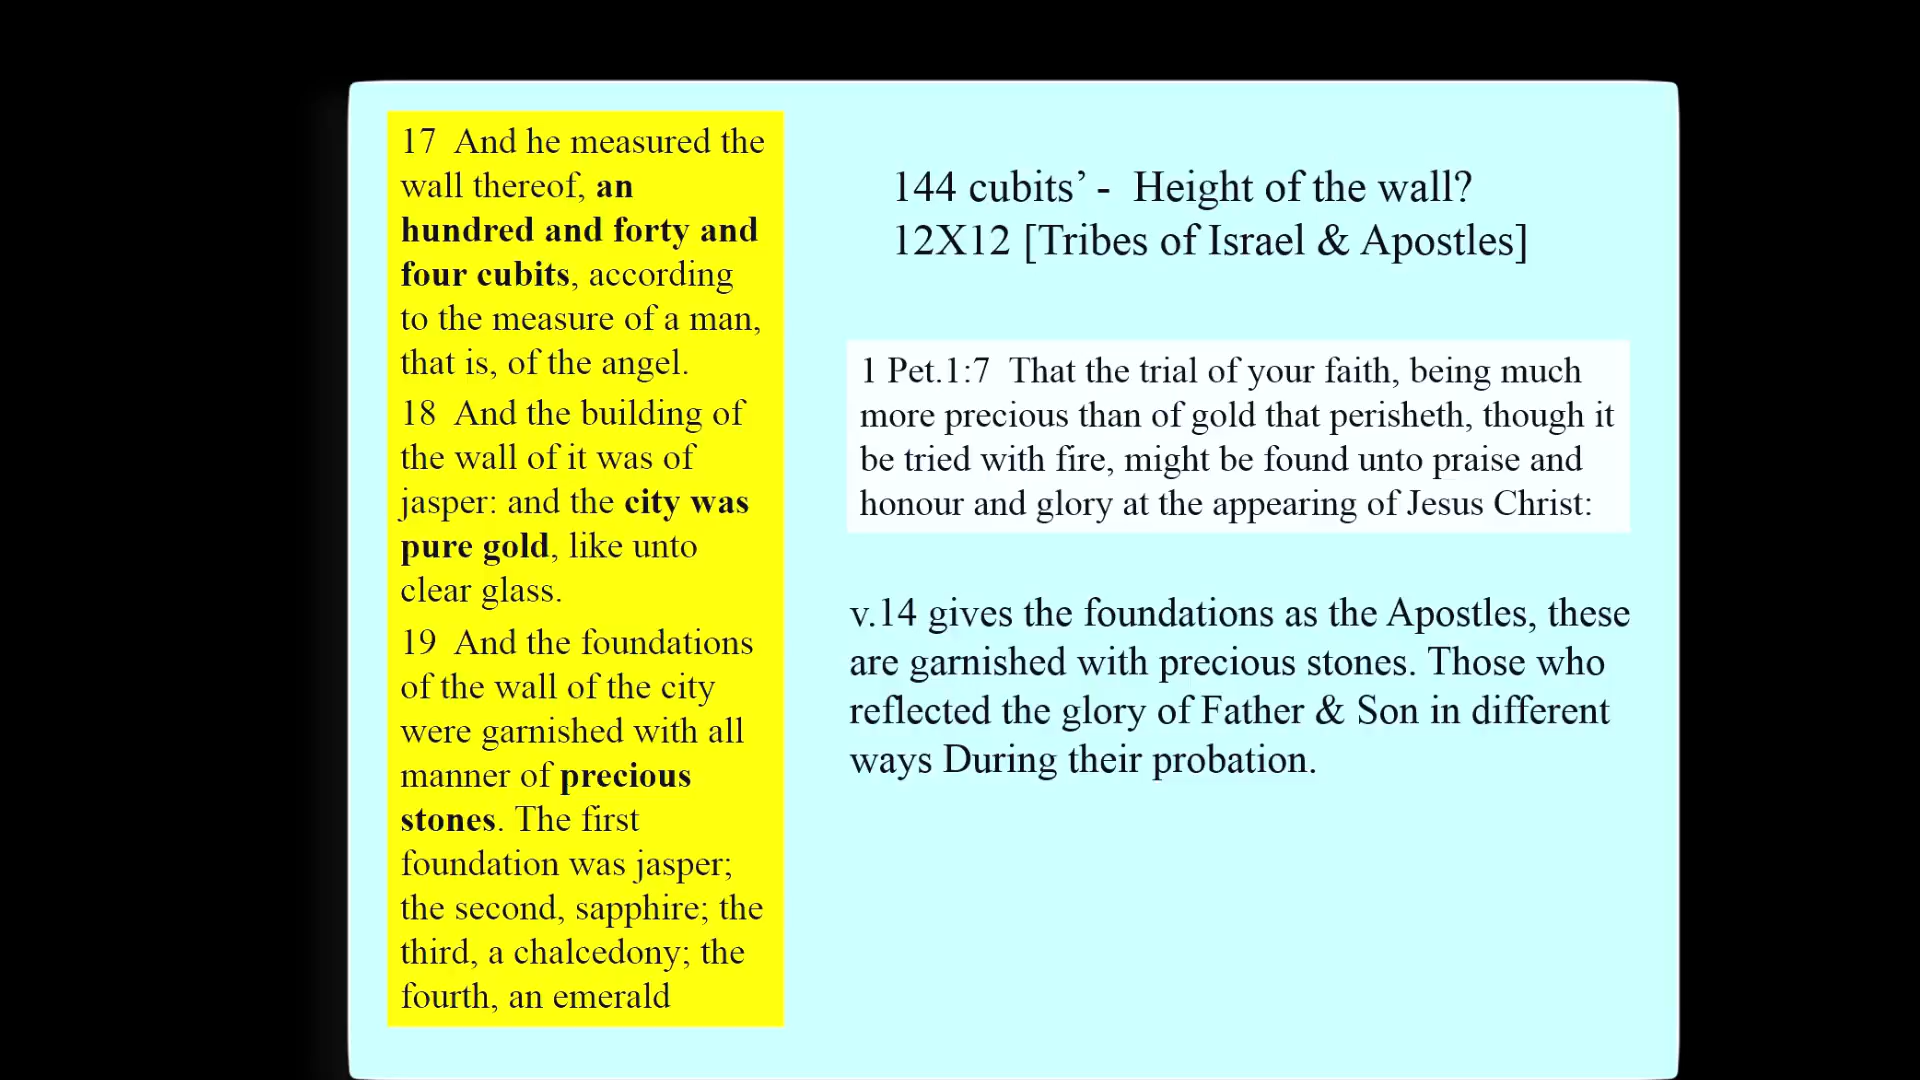 17 And he measured the
wall thereof, an
hundred and forty and
four cubits, according
to the measure of a man,
that is, of the angel.
18 And the building of
the wall of it was of
jasper: and the city was
pure gold, like unto
clear glass.
19 And the foundations
of the wall of the city
were garnished with all
manner of precious
stones. The first
foundation was jasper;
the second, sapphire; the
third, a chalcedony; the
fourth, an emerald
144 cubits’ - Height of the wall?
12X12 [Tribes of Israel & Apostles]
1 Pet.1:7 That the trial of your faith, being much
more precious than of gold that perisheth, though it
be tried with fire, might be found unto praise and
honour and glory at the appearing of Jesus Christ:
v.14 gives the foundations as the Apostles, these
are garnished with precious stones. Those who
reflected the glory of Father & Son in different
ways During their probation.